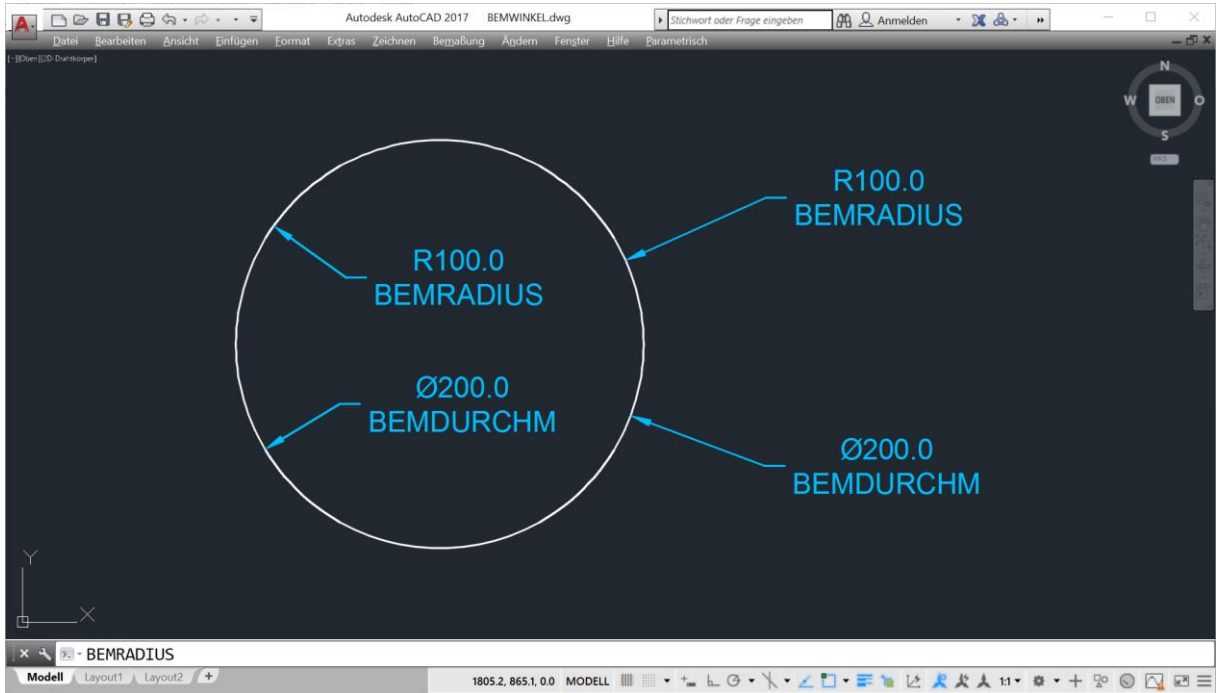 Autodesk AutoCAD 2017 BEMWINKEL.dwg
Stichwort oder Frage eingeben
Anmelden
Datei Bearbeiten Ansicht Einfügen Format Extras Zeichnen Bemaßung Ändern Fenster Hilfe Parametrisch
[-][Oben][2D-Drahtkörper]
N
W OBEN O
S
WKS
R100.0
BEMRADIUS
R100.0
BEMRADIUS
Ø200.0
BEMDURCHM
Ø200.0
BEMDURCHM
Y
X
BEMRADIUS
Modell Layout1 Layout2 +
1805.2, 865.1, 0.0 MODELL 1:1